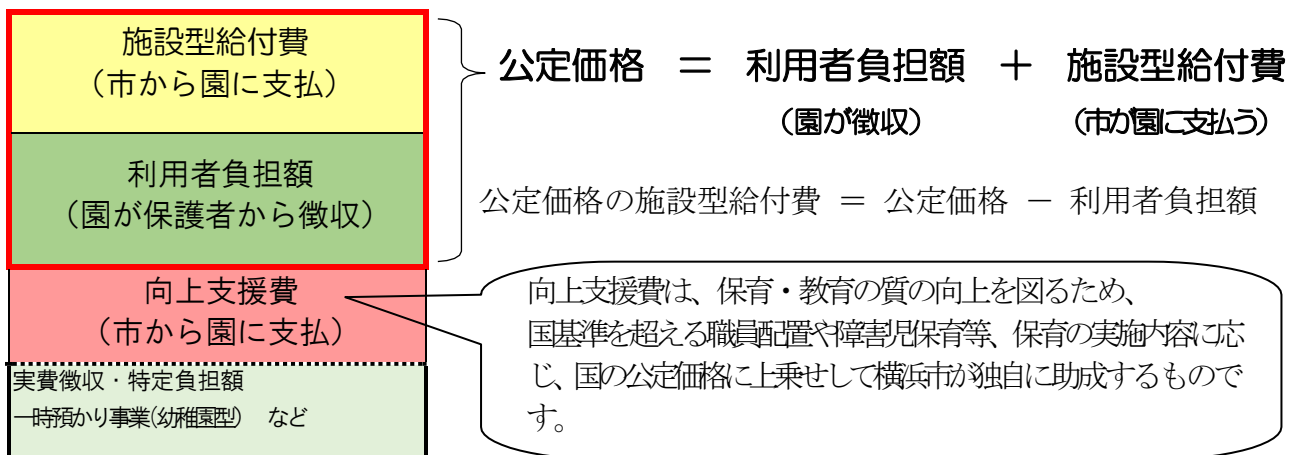 施設型給付費
（市から園に支払）
利用者負担額
（園が保護者から徴収）
向上支援費
（市から園に支払）
実費徴収・特定負担額
一時預かり事業(幼稚園型)　など
公定価格　＝　利用者負担額　＋　施設型給付費
（園が徴収）　（市が園に支払う）
公定価格の施設型給付費　＝　公定価格　－　利用者負担額
向上支援費は、保育・教育の質の向上を図るため、
国基準を超える職員配置や障害児保育等、保育の実施内容に応
じ、国の公定価格に上乗せして横浜市が独自に助成するもので
す。